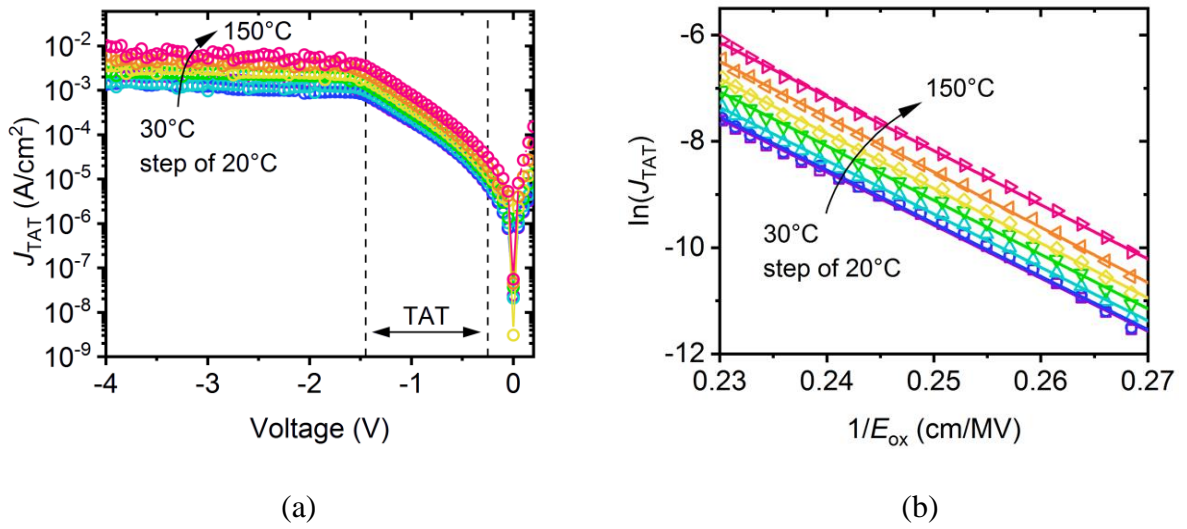 10⁻²
10⁻³
10⁻⁴
10⁻⁵
10⁻⁶
10⁻⁷
10⁻⁸
10⁻⁹
J_TAT (A/cm²)
150°C
30°C
step of 20°C
TAT
-4 -3 -2 -1 0
Voltage (V)
(a)
-6
-8
-10
-12
ln(J_TAT)
150°C
30°C
step of 20°C
0.23 0.24 0.25 0.26 0.27
1/E_ox (cm/MV)
(b)